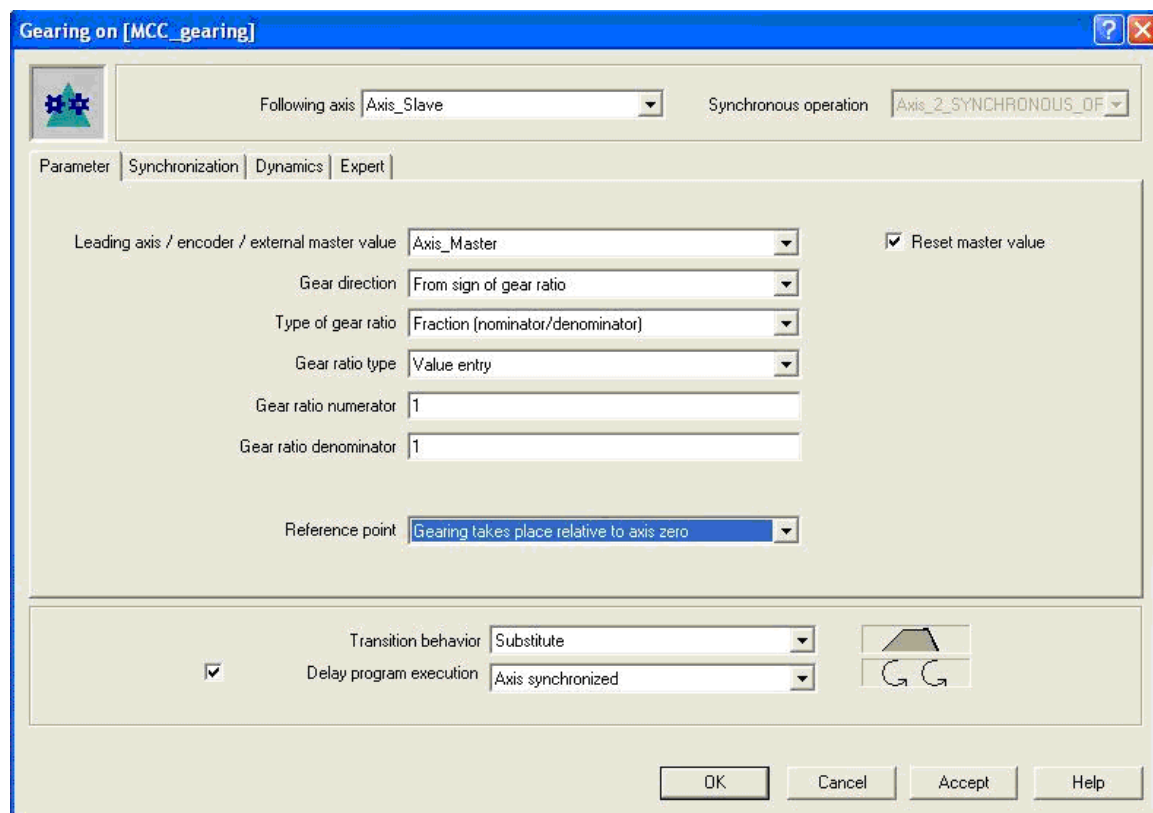 Gearing on [MCC_gearing]
Following axis Axis_Slave Synchronous operation Axis_2_SYNCHRONOUS_OF
Parameter Synchronization Dynamics Expert
Leading axis / encoder / external master value Axis_Master Reset master value
Gear direction From sign of gear ratio
Type of gear ratio Fraction (nominator/denominator)
Gear ratio type Value entry
Gear ratio numerator 1
Gear ratio denominator 1
Reference point Gearing takes place relative to axis zero
Transition behavior Substitute
Delay program execution Axis synchronized
OK Cancel Accept Help